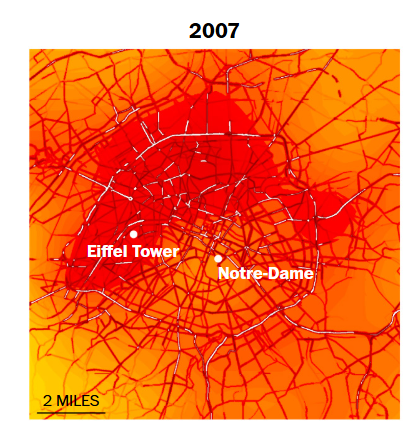 2007
Eiffel Tower
Notre-Dame
2 MILES